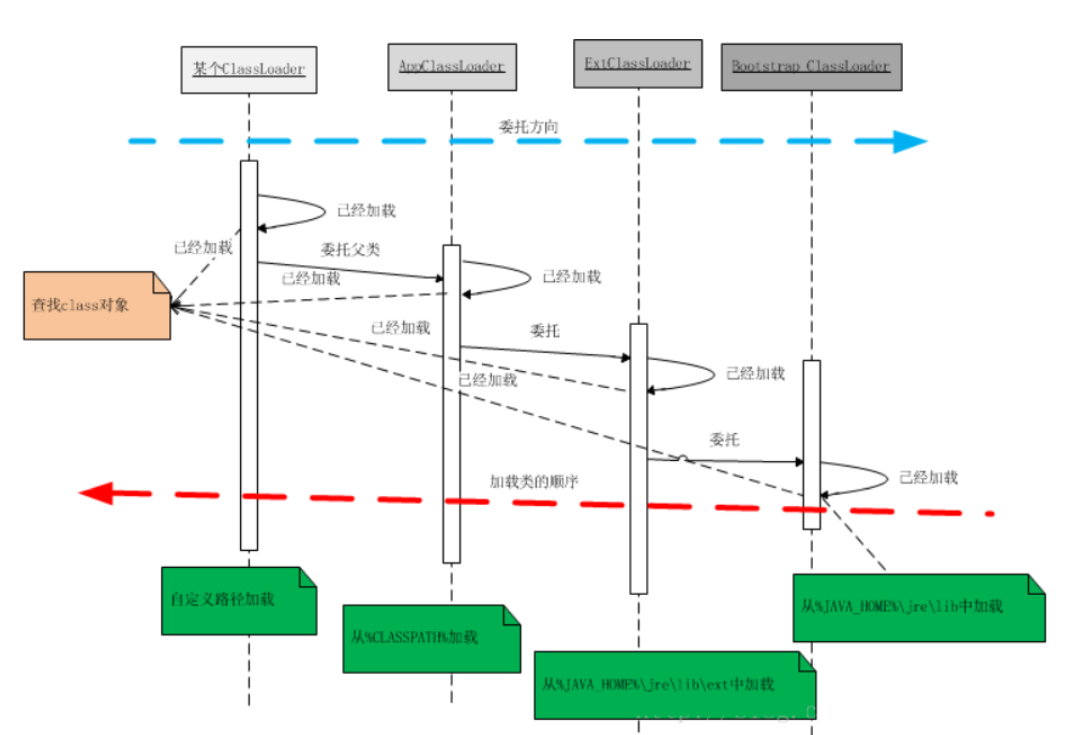 某个ClassLoader
AppClassLoader
ExtClassLoader
Bootstrap ClassLoader
委托方向
已经加载
已经加载
委托父类
已经加载
已经加载
查找class对象
已经加载
委托
已经加载
已经加载
委托
已经加载
加载类的顺序
自定义路径加载
从%CLASSPATH%加载
从%JAVA_HOME%\jre\lib中加载
从%JAVA_HOME%\jre\lib\ext中加载